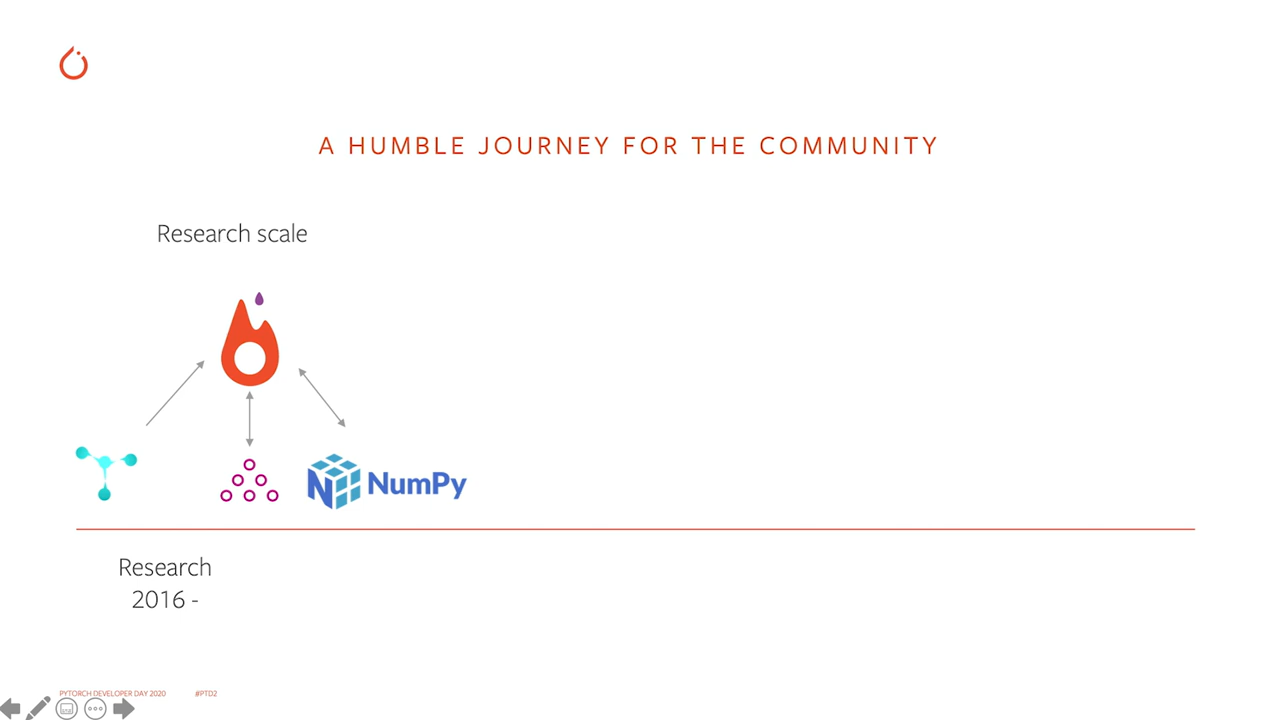 A HUMBLE JOURNEY FOR THE COMMUNITY
Research scale
NumPy
Research
2016 -
PYTORCH DEVELOPER DAY 2020 #PTD2